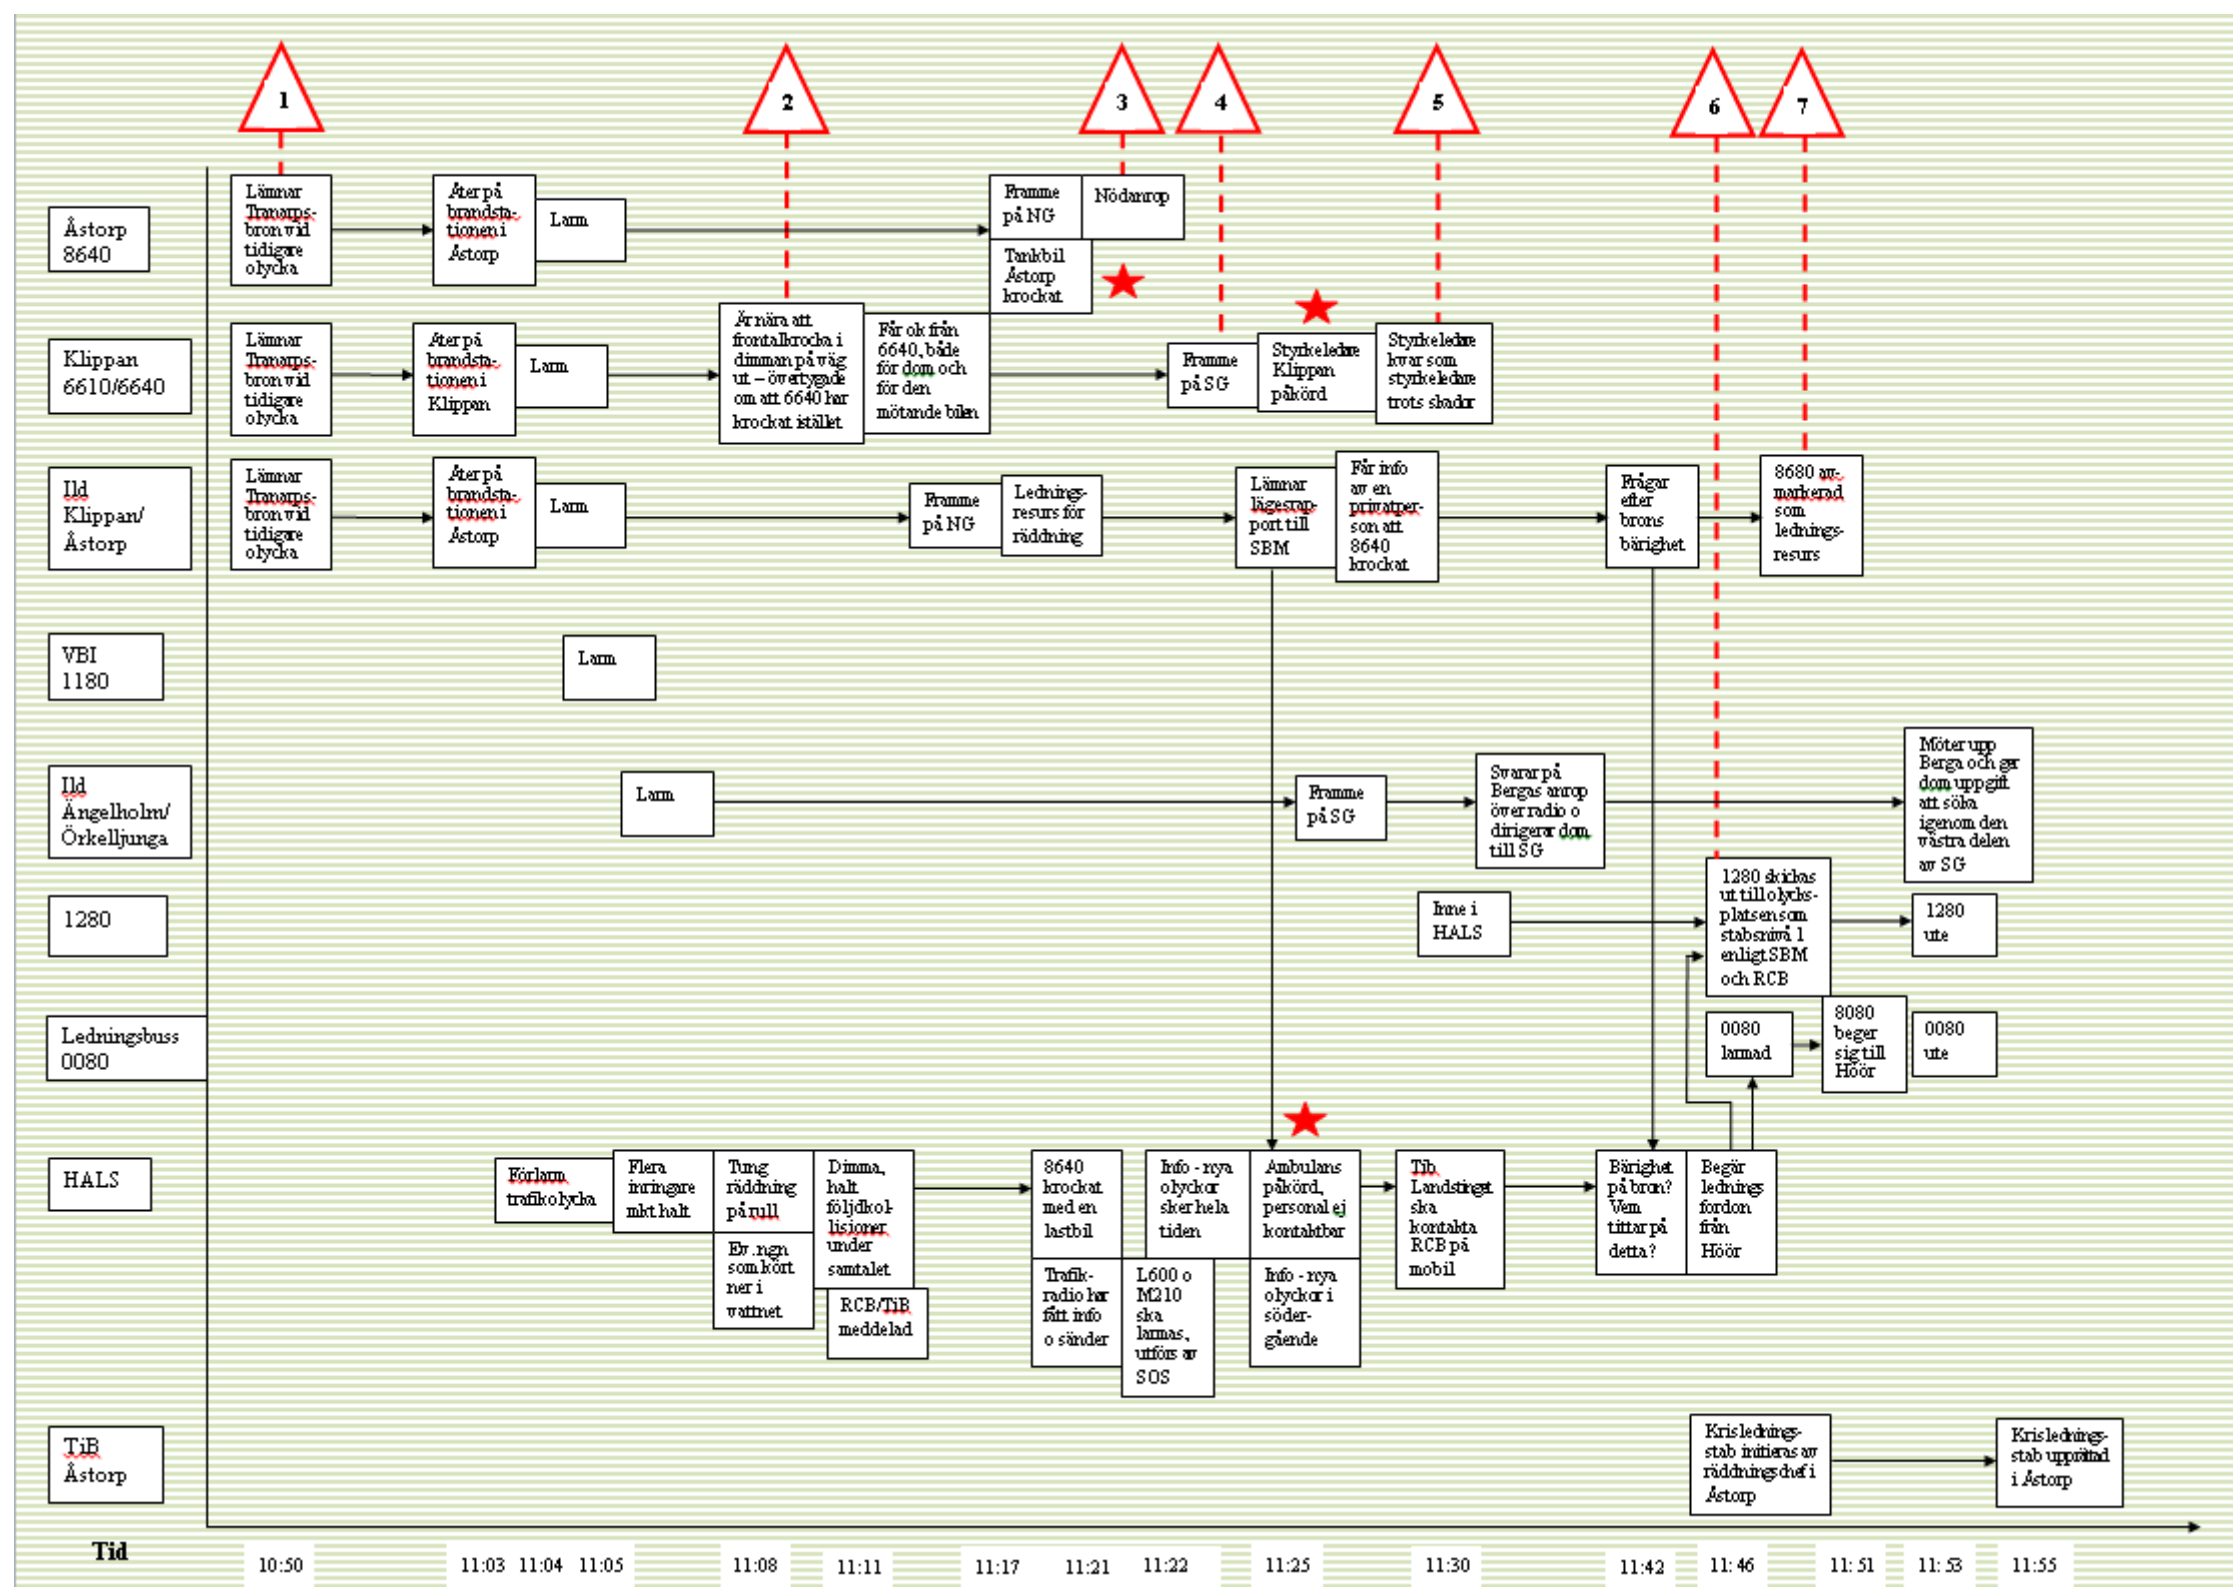 1
2
3
4
5
6
7
Åstorp
8640
Lämnar
Tranarps-
bron vid
tidigare
olycka
Åter på
brandsta-
tionen i
Åstorp
Larm
Framme
på NG
Nödanrop
Tankbil
Åstorp
krockat
Klippan
6610/6640
Lämnar
Tranarps-
bron vid
tidigare
olycka
Åter på
brandsta-
tionen i
Klippan
Larm
Är nära att
frontalkrocka i
dimman på väg
ut – övertygade
om att 6640 har
krockat istället
Får ok från
6640, både
för dom och
för den
mötande bilen
Framme
på SG
Styrkeledare
Klippan
påkörd
Styrkeledare
kvar som
styrkeledare
trots skador
Ild
Klippan/
Åstorp
Lämnar
Tranarps-
bron vid
tidigare
olycka
Åter på
brandsta-
tionen i
Åstorp
Larm
Framme
på NG
Lednings-
resurs för
räddning
Lämnar
lägesrap-
port till
SBM
Får info
av en
privatper-
son att
8640
krockat
Frågar
efter
brons
bärighet
8680 av-
markerad
som
lednings-
resurs
VBI
1180
Larm
Ild
Ängelholm/
Örkelljunga
Larm
Framme
på SG
Svarar på
Bergas anrop
över radio o
dirigerar dom
till SG
Möter upp
Berga och ger
dom uppgift
att söka
igenom den
västra delen
av SG
1280
Inne i
HALS
1280 skickas
ut till olycks-
platsen som
stabsnivå 1
enligt SBM
och RCB
1280
ute
Ledningsbuss
0080
0080
larmad
8080
beger
sig till
Höör
0080
ute
HALS
Förlarm
trafikolycka
Flera
inringare
mkt halt
Tung
räddning
på rull
Ev. ngn
som kört
ner i
vattnet
Dimma,
halt
följdkol-
lisioner
under
samtalet
RCB/TiB
meddelad
8640
krockat
med en
lastbil
Trafik-
radio har
fått info
o sänder
Info - nya
olyckor
sker hela
tiden
L600 o
M210
ska
larmas,
utförs av
SOS
Ambulans
påkörd,
personal ej
kontaktbar
Info - nya
olyckor i
söder-
gående
Tib
Landstinget
ska
kontakta
RCB på
mobil
Bärighet
på bron?
Vem
tittar på
detta?
Begär
lednings
fordon
från
Höör
TiB
Åstorp
Krislednings-
stab initieras av
räddningschef i
Åstorp
Krislednings-
stab upprättad
i Åstorp
Tid
10:50
11:03
11:04
11:05
11:08
11:11
11:17
11:21
11:22
11:25
11:30
11:42
11:46
11:51
11:53
11:55